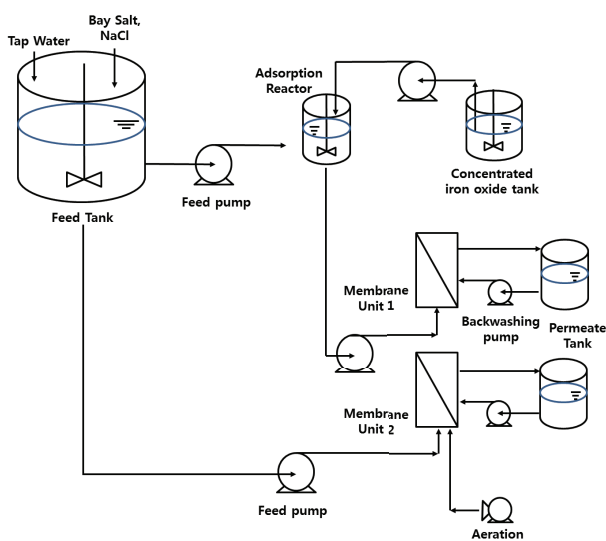 Bay Salt,
NaCl
Tap Water
Adsorption
Reactor
Concentrated
iron oxide tank
Feed pump
Feed Tank
Membrane
Unit 1
Backwashing
pump
Permeate
Tank
Membrane
Unit 2
Feed pump
Aeration